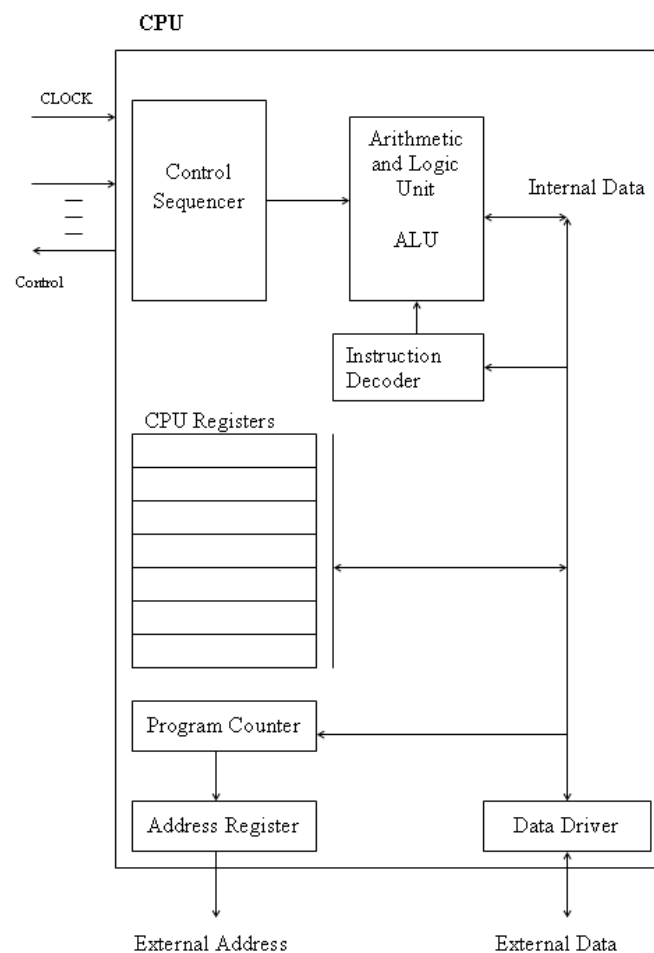 CPU
CLOCK
Control
Control
Sequencer
Arithmetic
and Logic
Unit
ALU
Internal Data
Instruction
Decoder
CPU Registers
Program Counter
Address Register
Data Driver
External Address
External Data